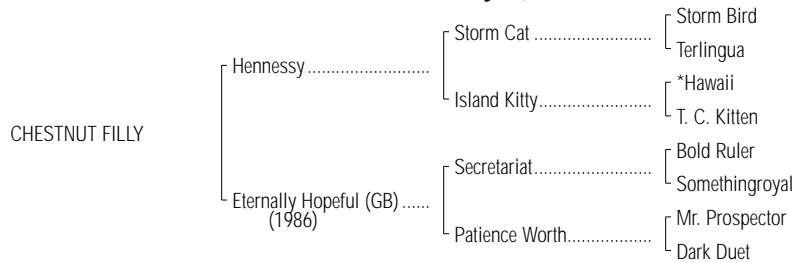 Storm Bird
Storm Cat ........................
Terlingua
Hennessy..........................
*Hawaii
Island Kitty........................
T. C. Kitten
CHESTNUT FILLY
Bold Ruler
Secretariat.........................
Somethingroyal
Eternally Hopeful (GB) ......
(1986)
Mr. Prospector
Patience Worth..................
Dark Duet